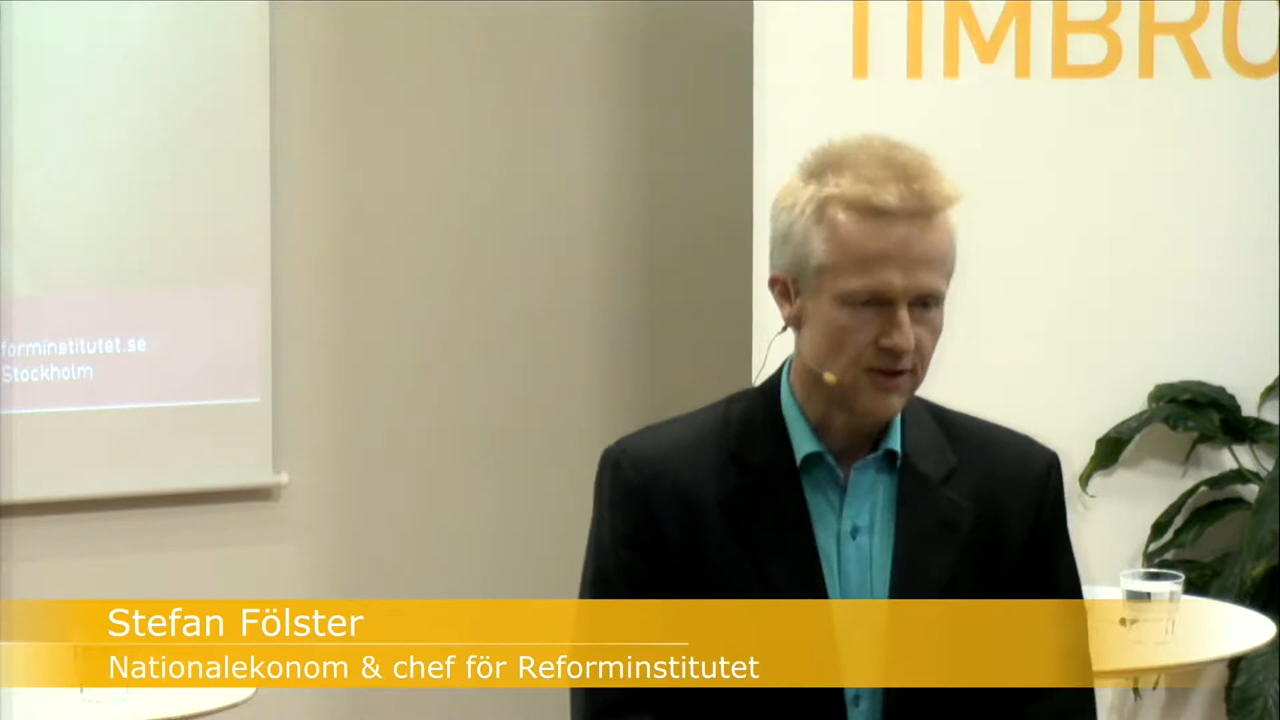 TIMBRO
forminstitutet.se
Stockholm
Stefan Fölster
Nationalekonom & chef för Reforminstitutet